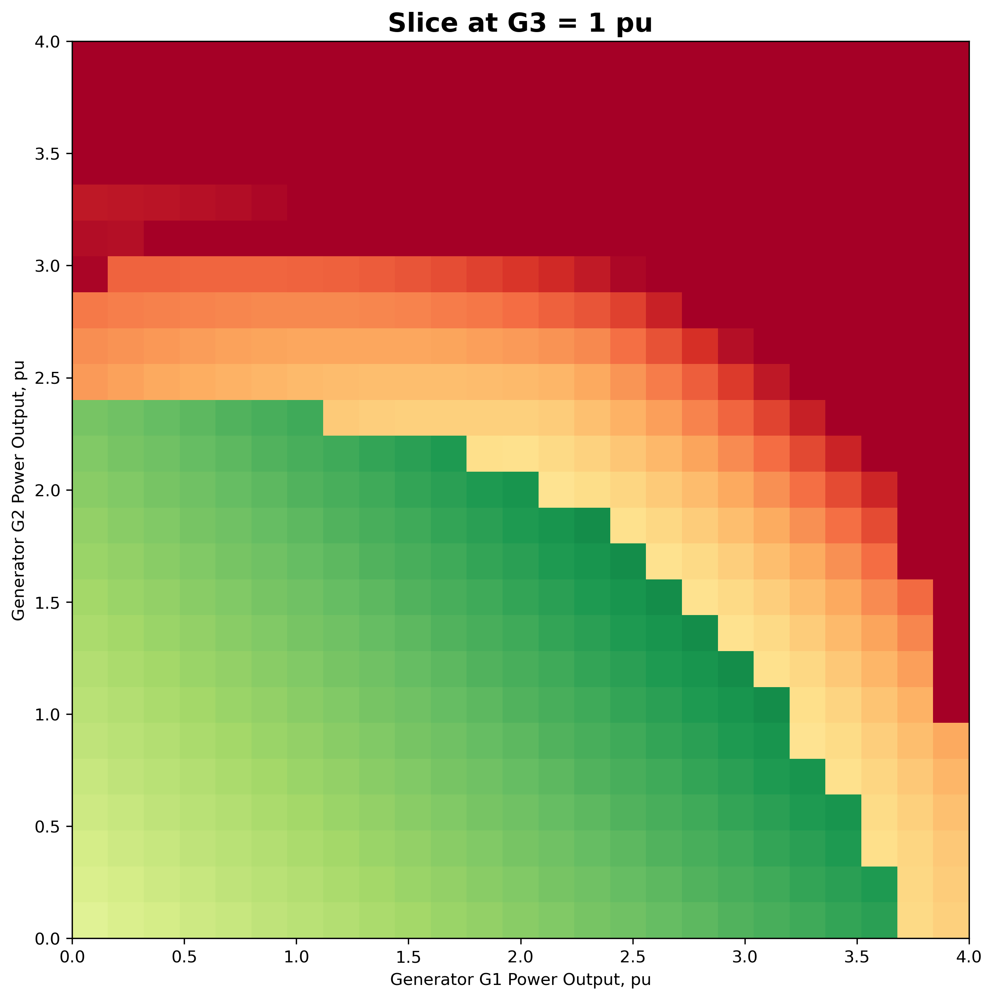 Slice at G3 = 1 pu
4.0
3.5
3.0
2.5
2.0
1.5
1.0
0.5
0.0
Generator G2 Power Output, pu
0.0 0.5 1.0 1.5 2.0 2.5 3.0 3.5 4.0
Generator G1 Power Output, pu